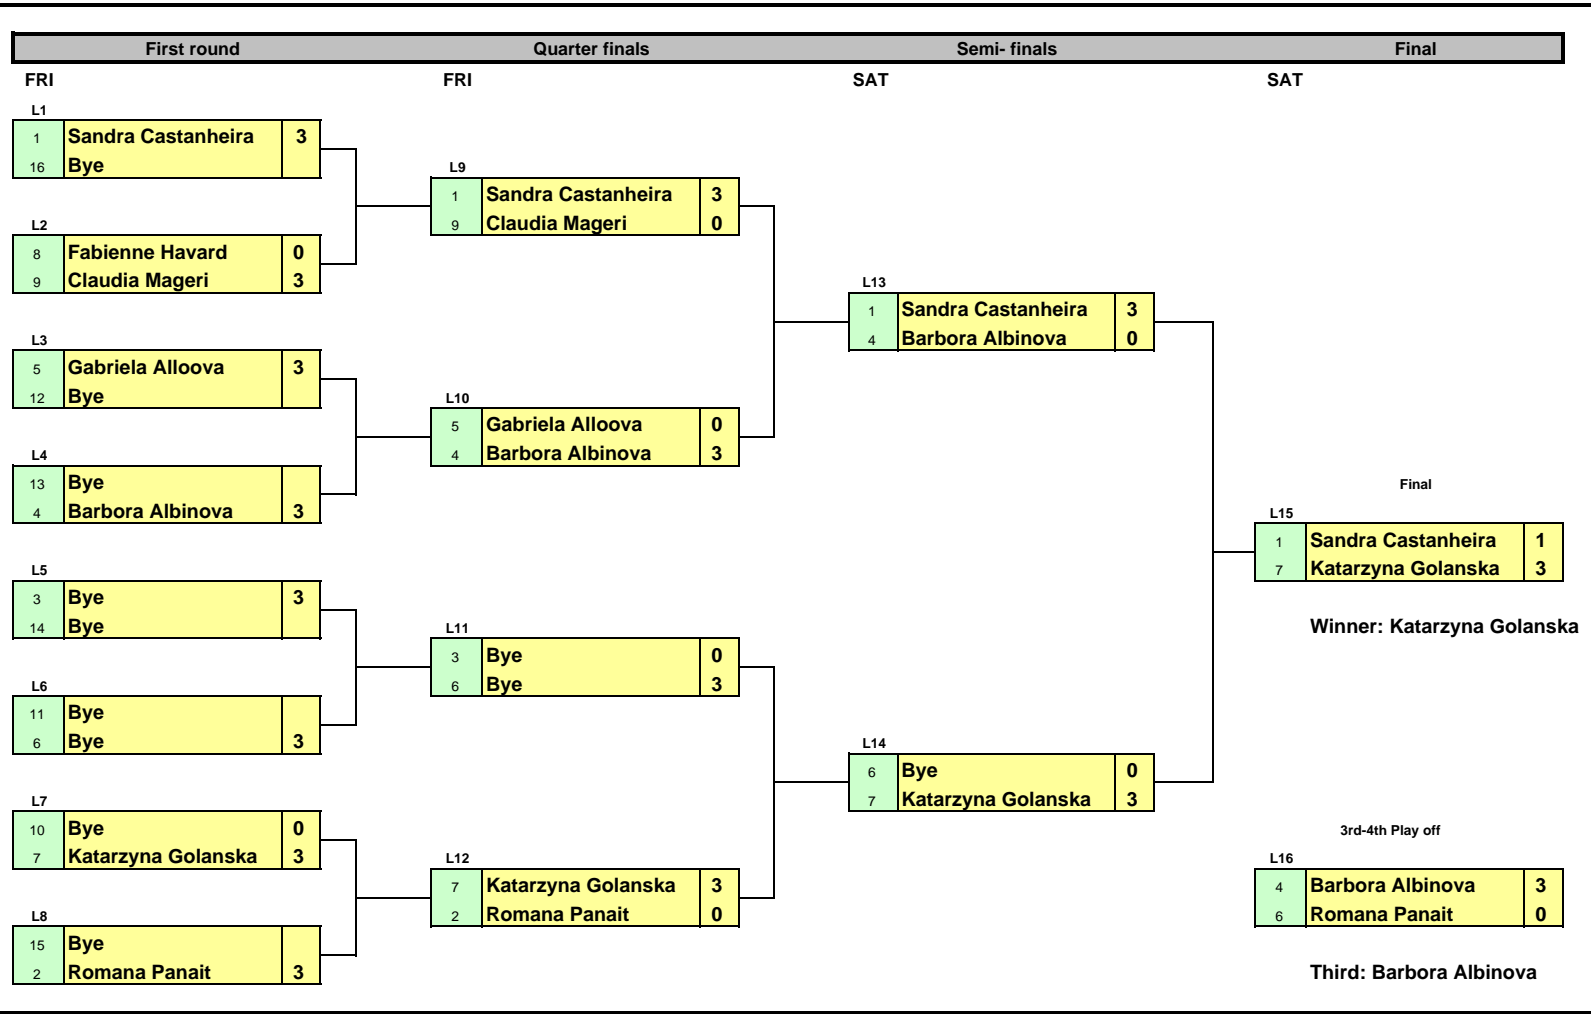 First round Quarter finals Semi- finals Final
FRI FRI SAT SAT
L1
1 Sandra Castanheira 3
16 Bye
L2
8 Fabienne Havard 0
9 Claudia Mageri 3
L3
5 Gabriela Alloova 3
12 Bye
L4
13 Bye
4 Barbora Albinova 3
L5
3 Bye 3
14 Bye
L6
11 Bye
6 Bye 3
L7
10 Bye 0
7 Katarzyna Golanska 3
L8
15 Bye
2 Romana Panait 3
L9
1 Sandra Castanheira 3
9 Claudia Mageri 0
L10
5 Gabriela Alloova 0
4 Barbora Albinova 3
L11
3 Bye 0
6 Bye 3
L12
7 Katarzyna Golanska 3
2 Romana Panait 0
L13
1 Sandra Castanheira 3
4 Barbora Albinova 0
L14
6 Bye 0
7 Katarzyna Golanska 3
Final
L15
1 Sandra Castanheira 1
7 Katarzyna Golanska 3
Winner: Katarzyna Golanska
3rd-4th Play off
L16
4 Barbora Albinova 3
6 Romana Panait 0
Third: Barbora Albinova